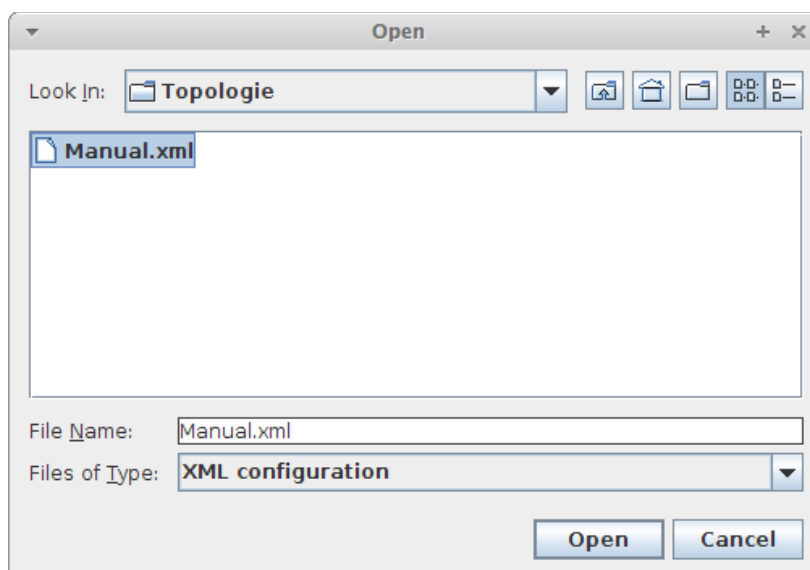 Open
Look In: Topologie
Manual.xml
File Name: Manual.xml
Files of Type: XML configuration
Open Cancel